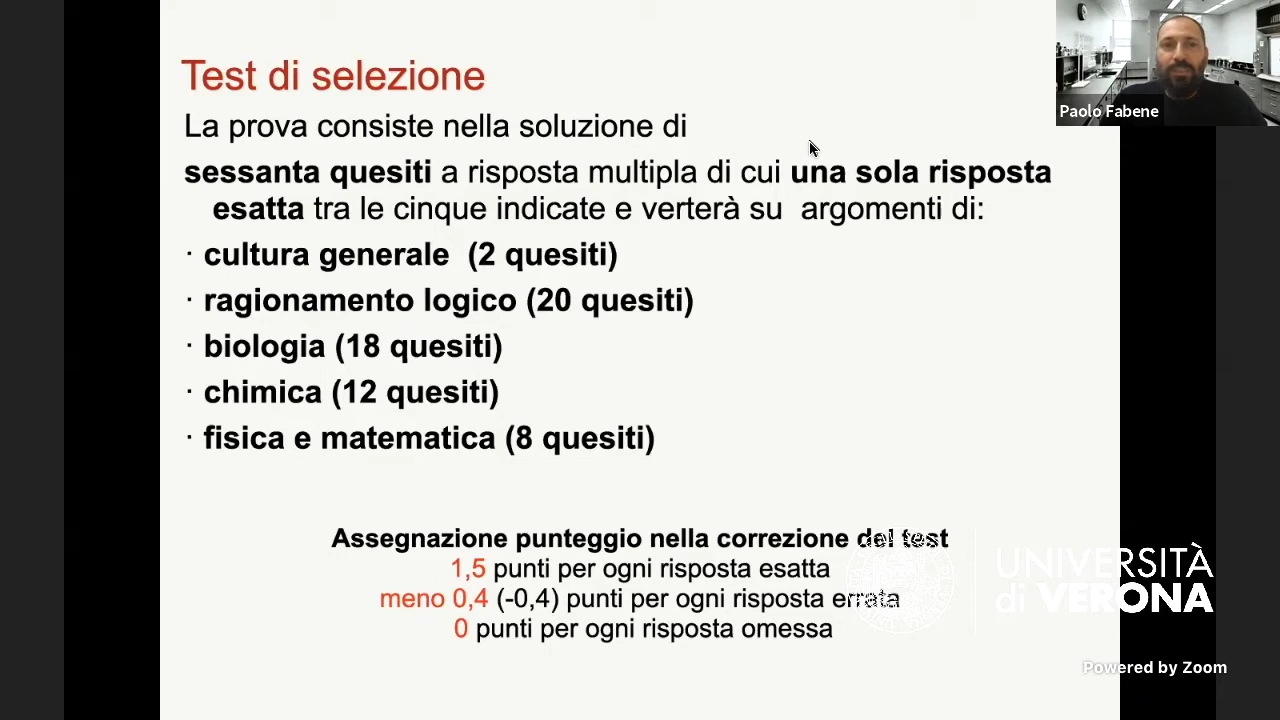 Test di selezione
La prova consiste nella soluzione di
sessanta quesiti a risposta multipla di cui una sola risposta
esatta tra le cinque indicate e verterà su argomenti di:
· cultura generale (2 quesiti)
· ragionamento logico (20 quesiti)
· biologia (18 quesiti)
· chimica (12 quesiti)
· fisica e matematica (8 quesiti)
Assegnazione punteggio nella correzione dei test
1,5 punti per ogni risposta esatta
meno 0,4 (-0,4) punti per ogni risposta errata
0 punti per ogni risposta omessa
Paolo Fabene
UNIVERSITÀ
di VERONA
Powered by Zoom